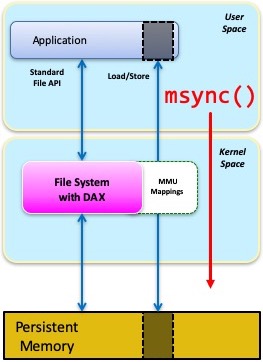 User
Space
Application
Standard
File API
Load/Store
msync()
Kernel
Space
File System
with DAX
MMU
Mappings
Persistent
Memory